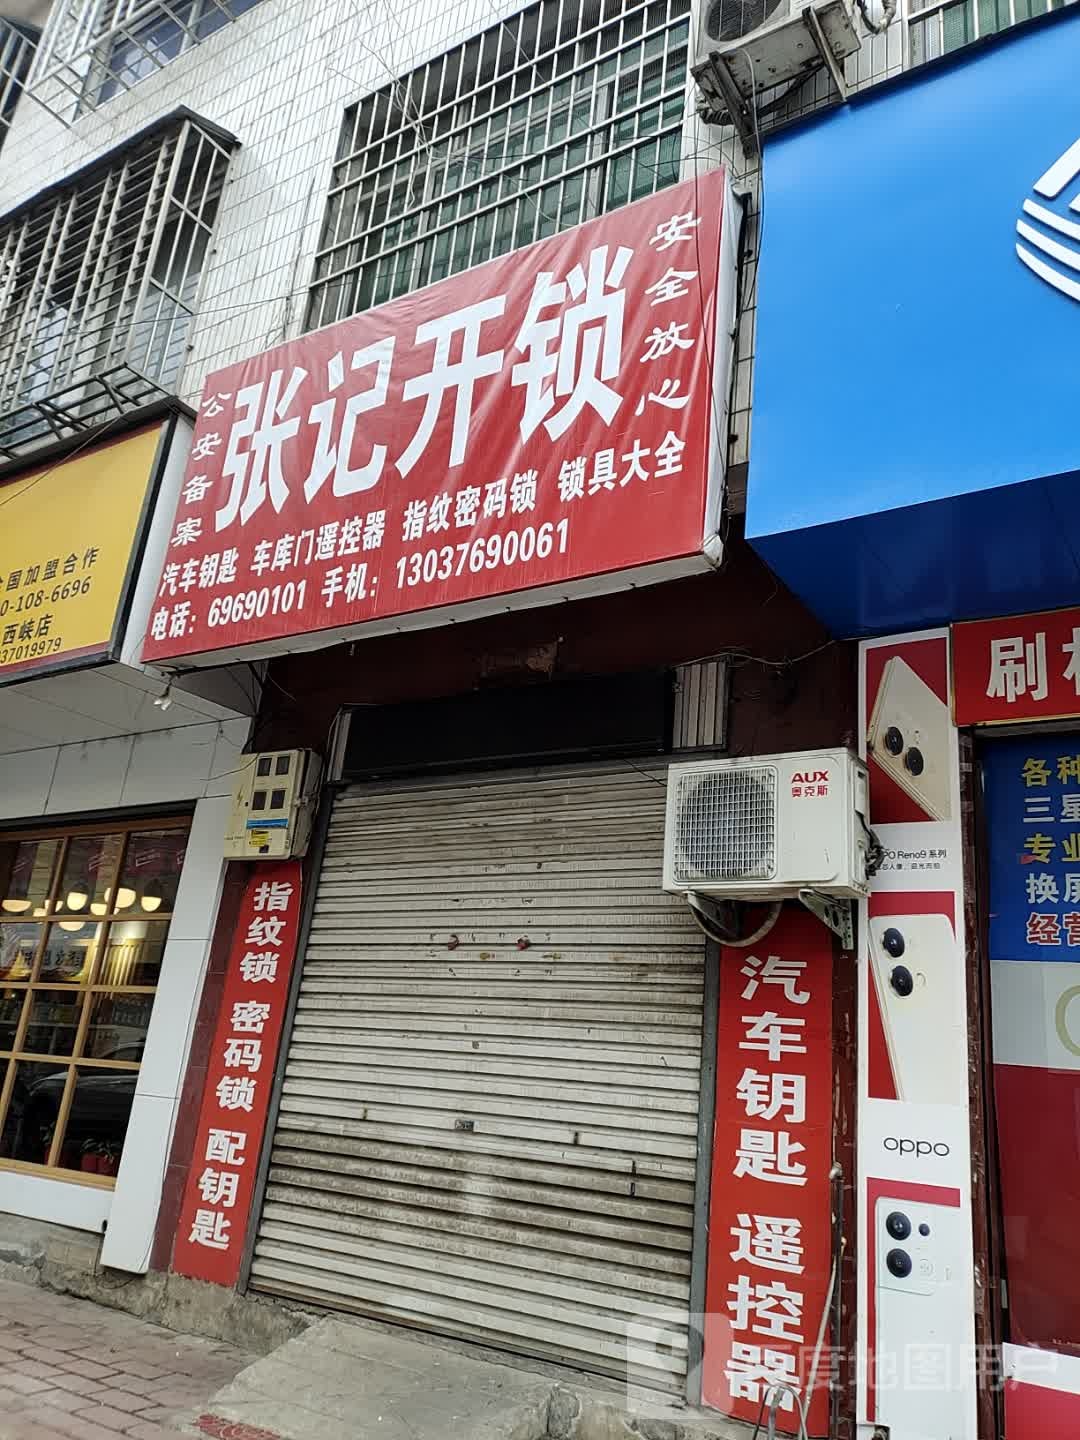 公安备案
张记开锁
安全放心
汽车钥匙 车库门遥控器 指纹密码锁 锁具大全
电话：69690101 手机：13037690061
国加盟合作
0-108-6696
西峡店
37019979
指纹锁 密码锁 配钥匙
汽车钥匙 遥控器
AUX
奥克斯
Reno9 系列
oppo
刷机
各种
三星
专业
换屏
经营
度地图用户